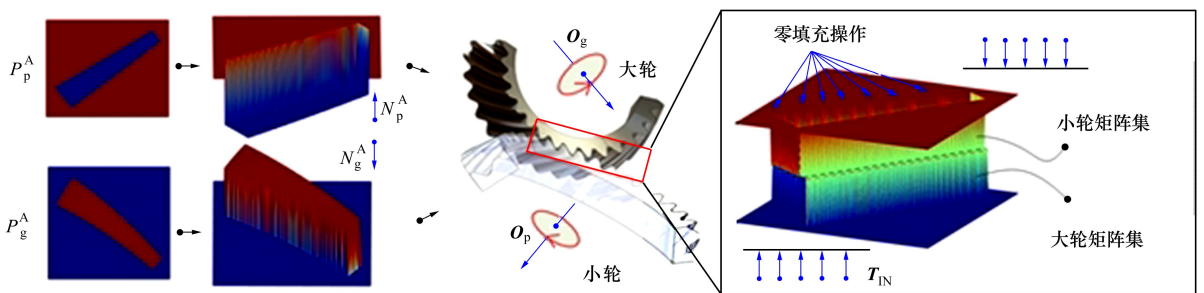 P_p^A
N_p^A
N_g^A
P_g^A
O_g
大轮
O_p
小轮
零填充操作
小轮矩阵集
大轮矩阵集
T_IN